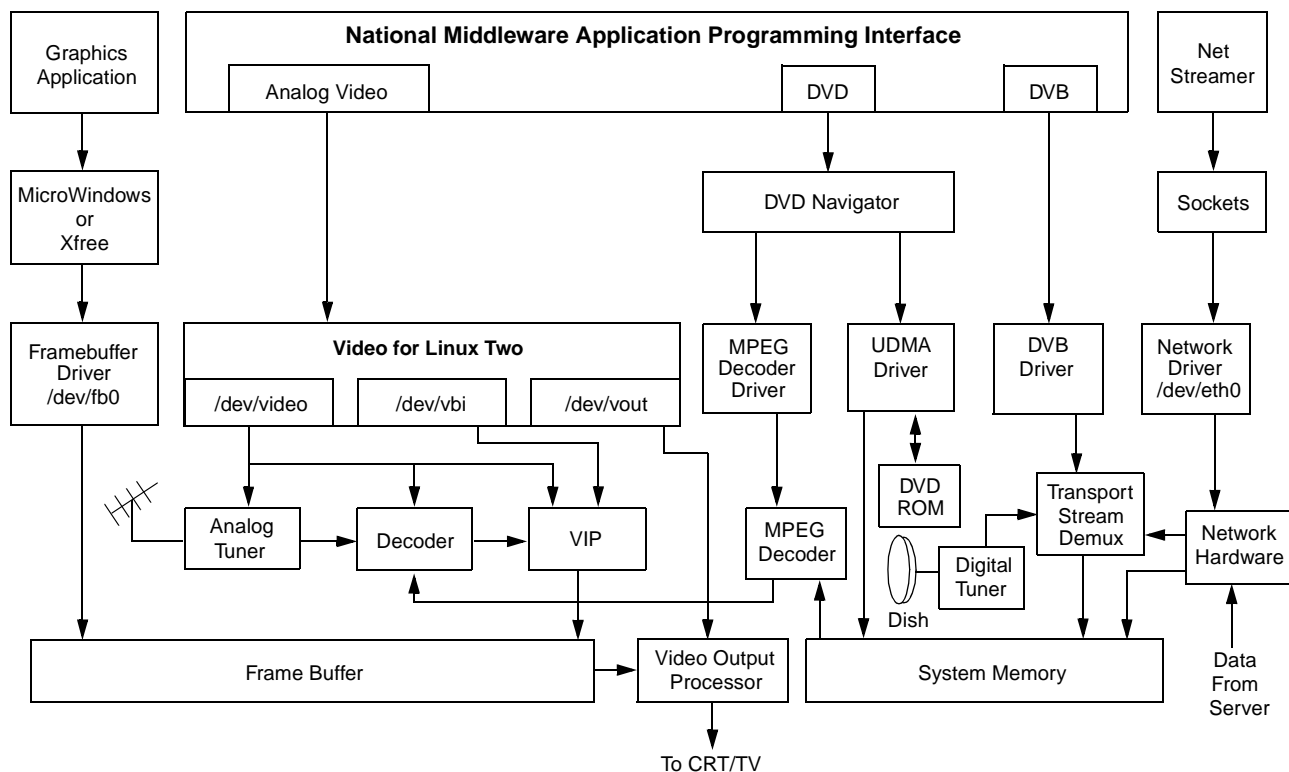 Graphics
Application
National Middleware Application Programming Interface
Analog Video
DVD
DVB
Net
Streamer
MicroWindows
or
Xfree
DVD Navigator
Sockets
Framebuffer
Driver
/dev/fb0
Video for Linux Two
/dev/video
/dev/vbi
/dev/vout
MPEG
Decoder
Driver
UDMA
Driver
DVB
Driver
Network
Driver
/dev/eth0
Analog
Tuner
Decoder
VIP
MPEG
Decoder
DVD
ROM
Transport
Stream
Demux
Network
Hardware
Dish
Digital
Tuner
Frame Buffer
Video Output
Processor
System Memory
Data
From
Server
To CRT/TV